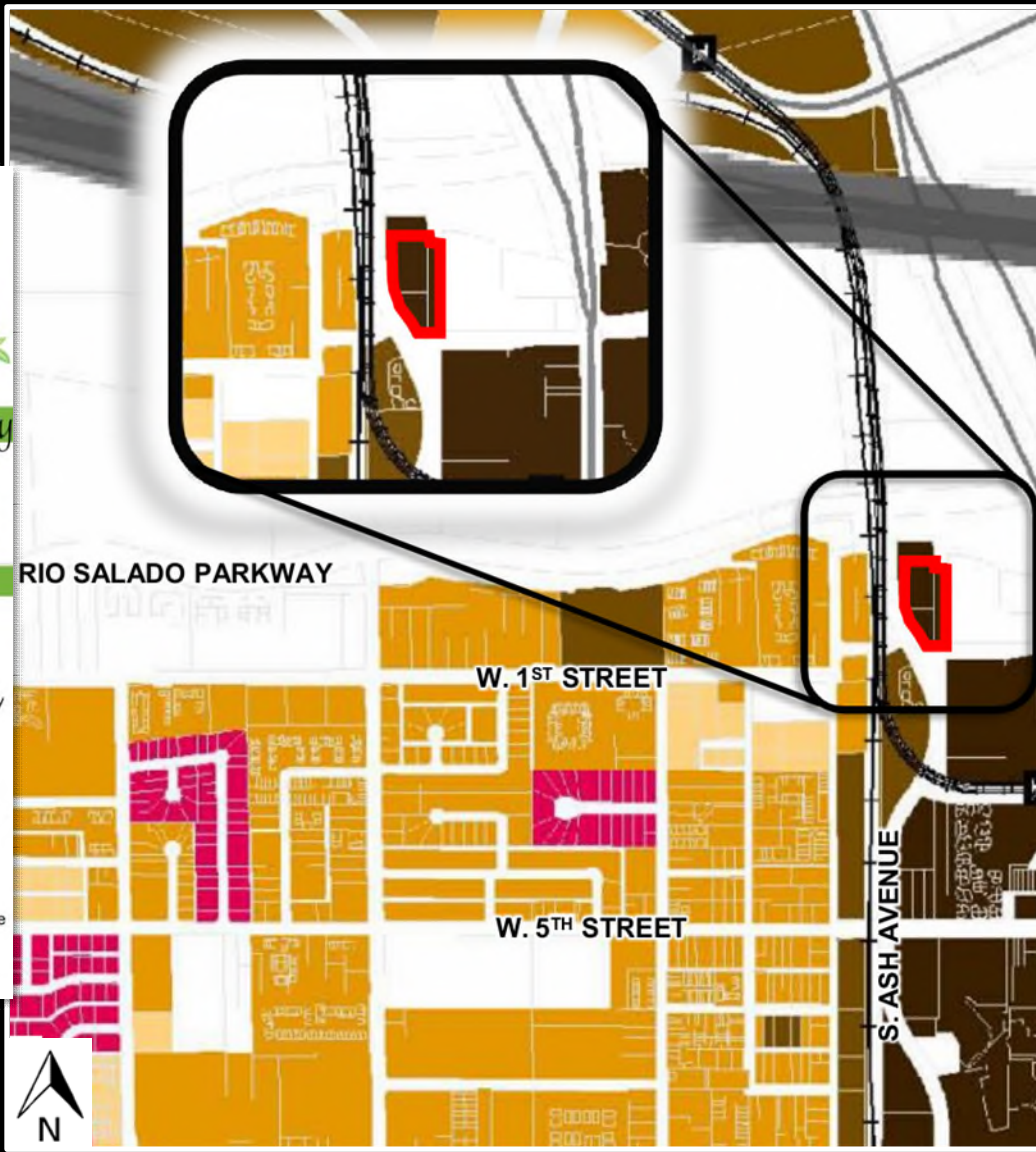 y
RIO SALADO PARKWAY
W. 1ST STREET
y
S. ASH AVENUE
e
W. 5TH STREET
N